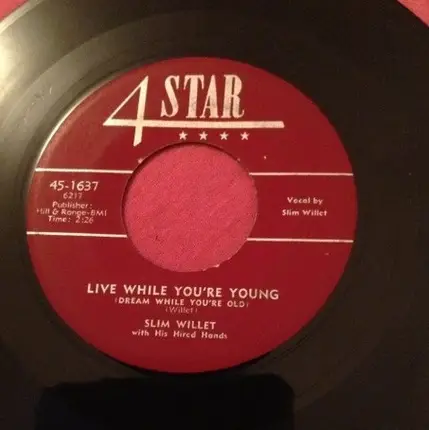 4 STAR
★ ★ ★ ★
45-1637
6217
Publisher:
Hill & Range-BMI
Time: 2:26
Vocal by
Slim Willet
LIVE WHILE YOU'RE YOUNG
(DREAM WHILE YOU'RE OLD)
(Willet)
SLIM WILLET
with His Hired Hands